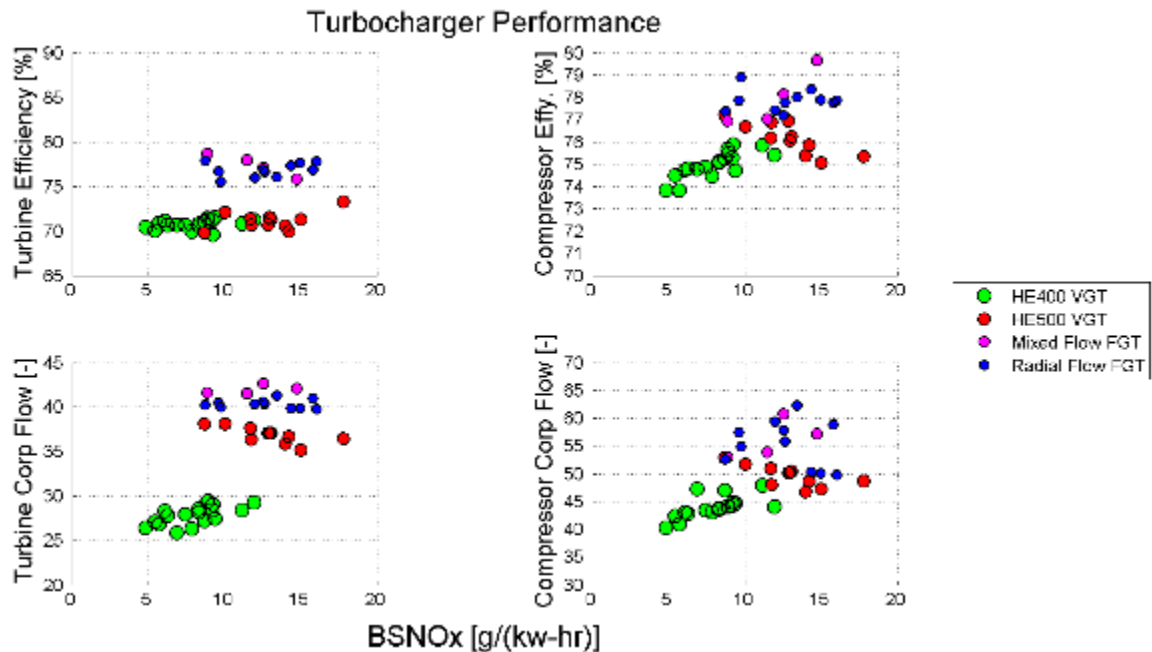 Turbocharger Performance
Turbine Efficiency [%]
90
85
80
75
70
65
0 5 10 15 20
Compressor Effy. [%]
80
79
78
77
76
75
74
73
72
71
70
0 5 10 15 20
HE400 VGT
HE500 VGT
Mixed Flow FGT
Radial Flow FGT
Turbine Corp Flow [-]
45
40
35
30
25
20
0 5 10 15 20
Compressor Corp Flow [-]
70
65
60
55
50
45
40
35
30
0 5 10 15 20
BSNOx [g/(kw-hr)]